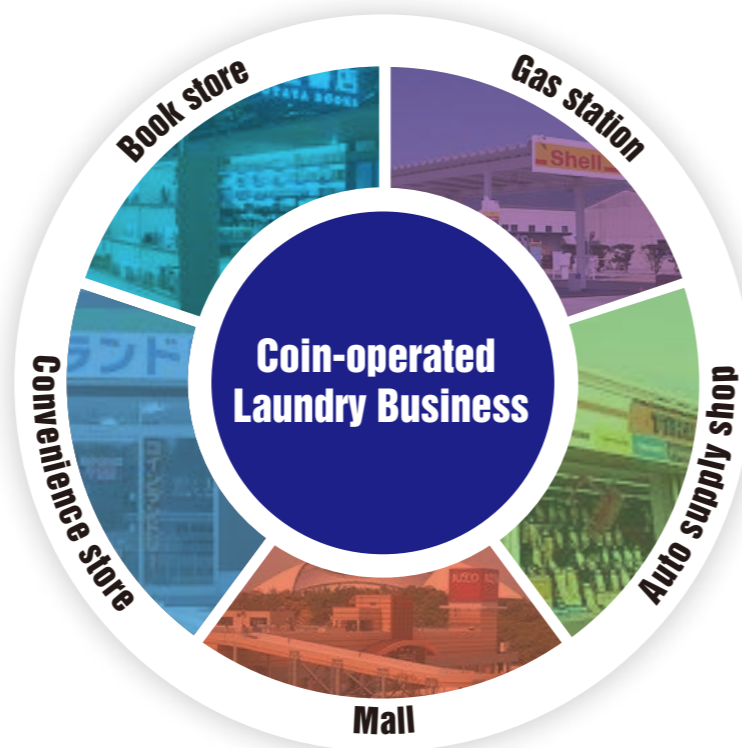 Book store
Gas station
Shell
Coin-operated
Laundry Business
ランド
Convenience store
Auto supply shop
Mall